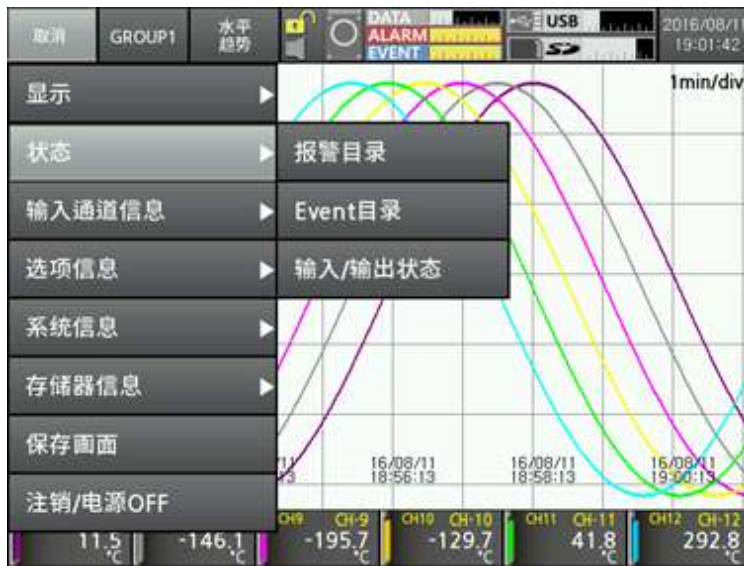 取消
GROUP1
水平
趋势
DATA
ALARM
EVENT
USB
SD
2016/08/11
19:01:42
1min/div
显示
状态
输入通道信息
选项信息
系统信息
存储器信息
保存画面
注销/电源OFF
报警目录
Event目录
输入/输出状态
16/08/11
18:56:13
16/08/11
18:58:13
16/08/11
19:00:13
11.5
°C
-146.1
°C
CH9 CH-9
-195.7
°C
CH10 CH-10
-129.7
°C
CH11 CH-11
41.8
°C
CH12 CH-12
292.8
°C